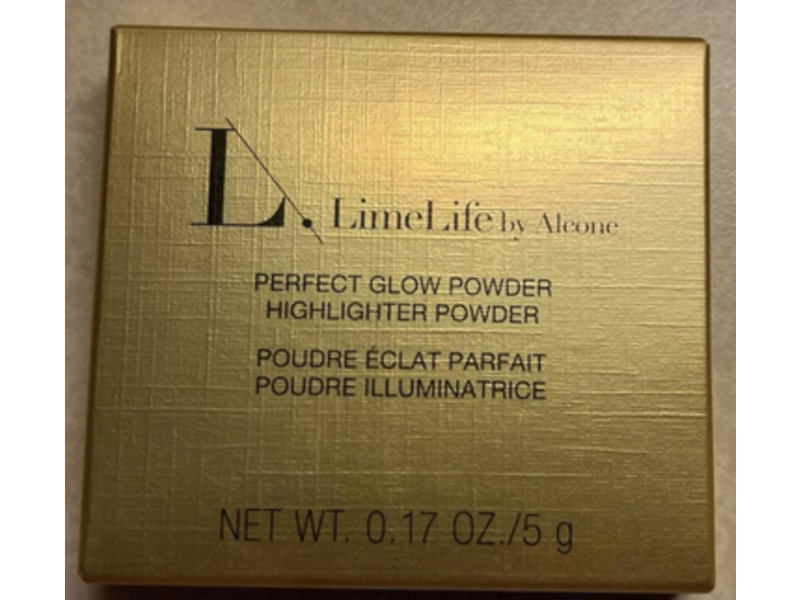 L. LimeLife by Alcone
PERFECT GLOW POWDER
HIGHLIGHTER POWDER
POUDRE ÉCLAT PARFAIT
POUDRE ILLUMINATRICE
NET WT. 0.17 OZ./5 g